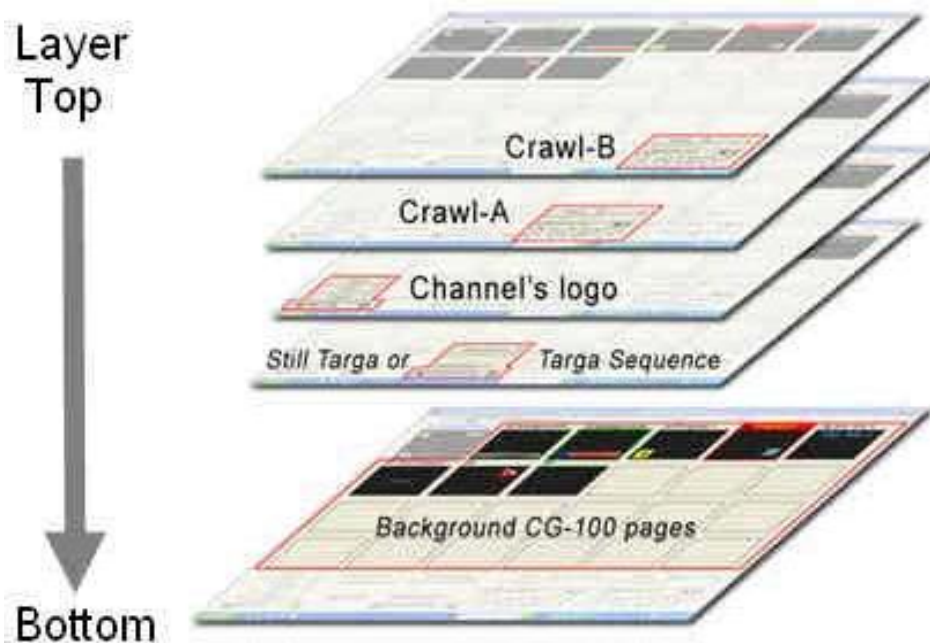 Layer
Top
Crawl-B
Crawl-A
Channel's logo
Still Targa or Targa Sequence
Background CG-100 pages
Bottom